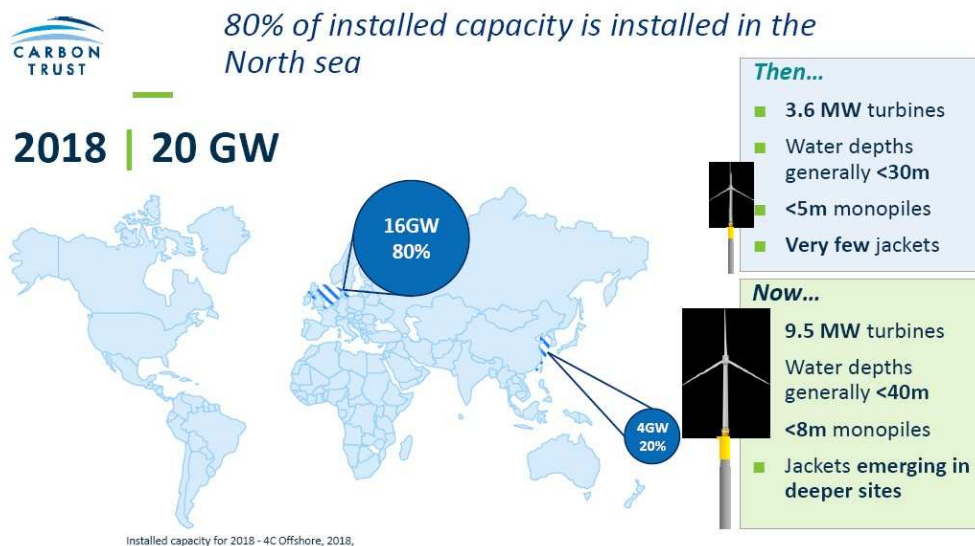 CARBON
TRUST
80% of installed capacity is installed in the
North sea
2018 | 20 GW
16GW
80%
4GW
20%
Then...
3.6 MW turbines
Water depths
generally <30m
<5m monopiles
Very few jackets
Now...
9.5 MW turbines
Water depths
generally <40m
<8m monopiles
Jackets emerging in
deeper sites
Installed capacity for 2018 - 4C Offshore, 2018,